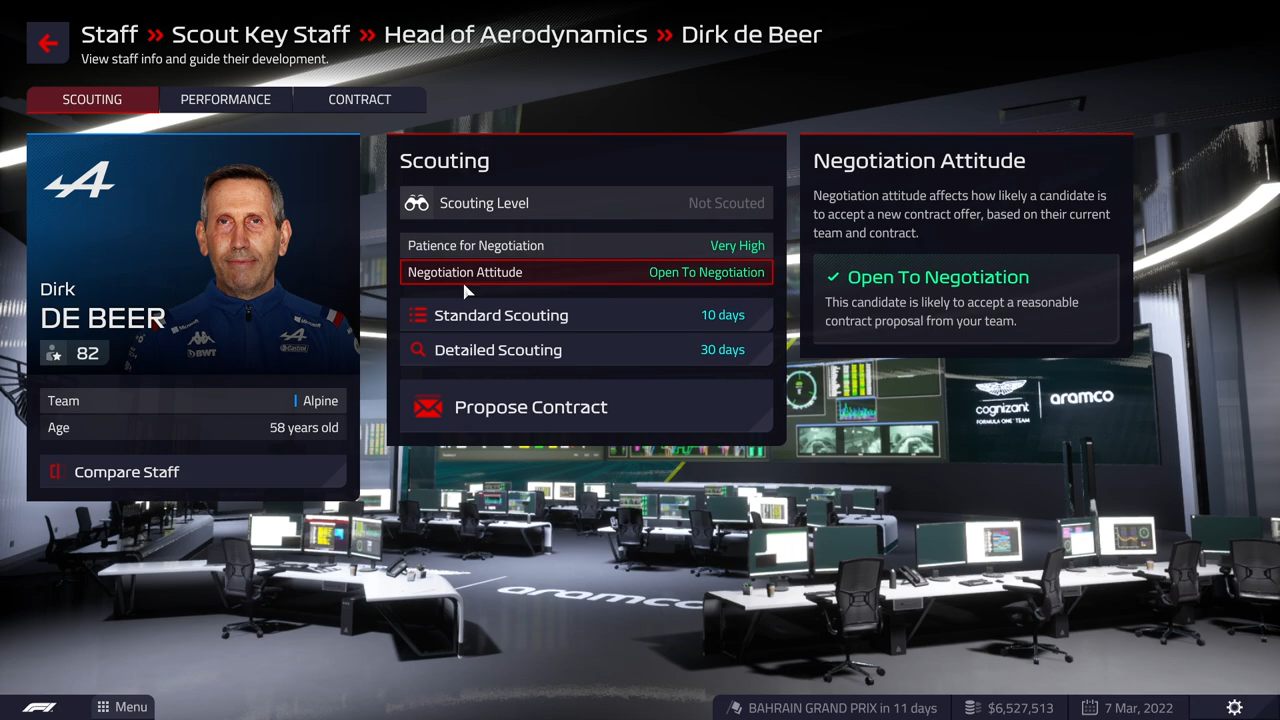 Staff » Scout Key Staff » Head of Aerodynamics » Dirk de Beer
View staff info and guide their development.
SCOUTING
PERFORMANCE
CONTRACT
Dirk
DE BEER
82
Microsoft
BWT
Castrol
Team
Alpine
Age
58 years old
Compare Staff
Scouting
Scouting Level
Not Scouted
Patience for Negotiation
Very High
Negotiation Attitude
Open To Negotiation
Standard Scouting
10 days
Detailed Scouting
30 days
Propose Contract
Negotiation Attitude
Negotiation attitude affects how likely a candidate is
to accept a new contract offer, based on their current
team and contract.
Open To Negotiation
This candidate is likely to accept a reasonable
contract proposal from your team.
cognizant
FORMULA ONE TEAM
aramco
aramco
Menu
BAHRAIN GRAND PRIX in 11 days
$6,527,513
7 Mar, 2022